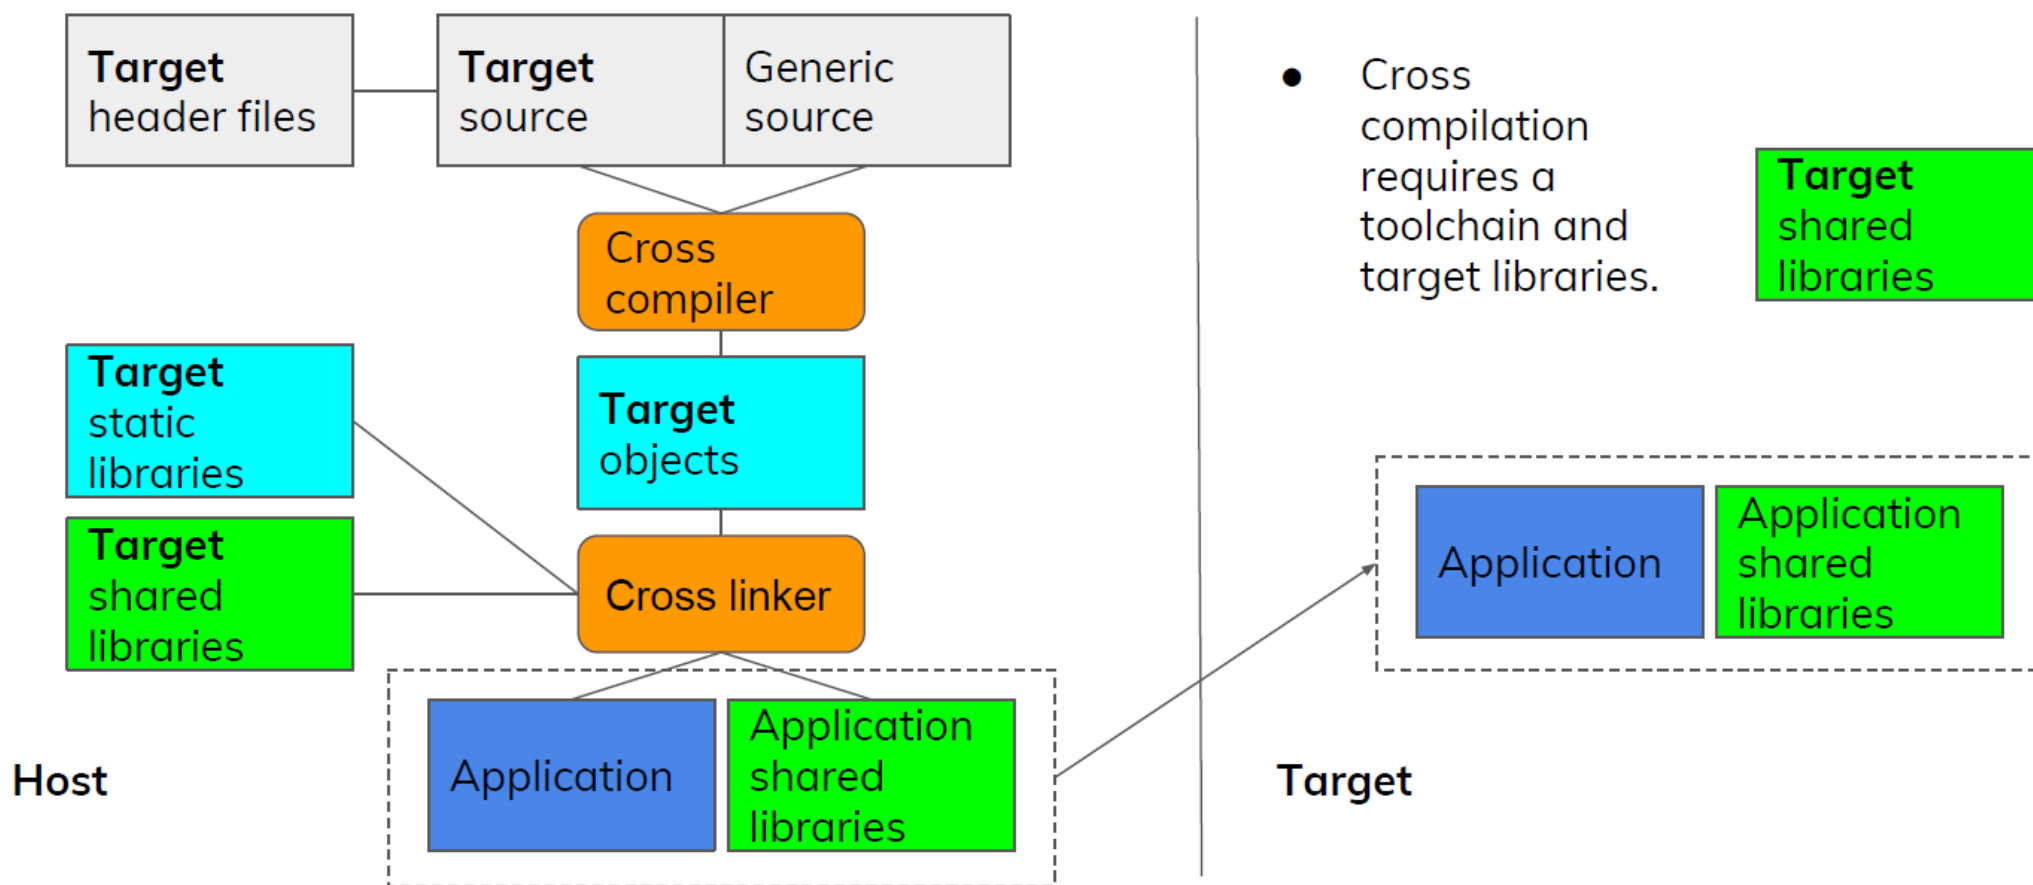 Target
header files
Target
source
Generic
source
Cross
compiler
Target
static
libraries
Target
objects
Target
shared
libraries
Cross linker
Application
Application
shared
libraries
Host
● Cross
compilation
requires a
toolchain and
target libraries.
Target
shared
libraries
Application
Application
shared
libraries
Target